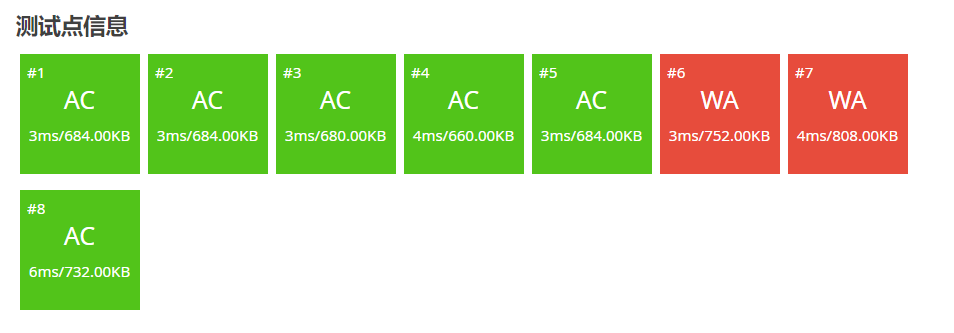 测试点信息
#1 #2 #3 #4 #5 #6 #7
AC AC AC AC AC WA WA
3ms/684.00KB 3ms/684.00KB 3ms/680.00KB 4ms/660.00KB 3ms/684.00KB 3ms/752.00KB 4ms/808.00KB
#8
AC
6ms/732.00KB